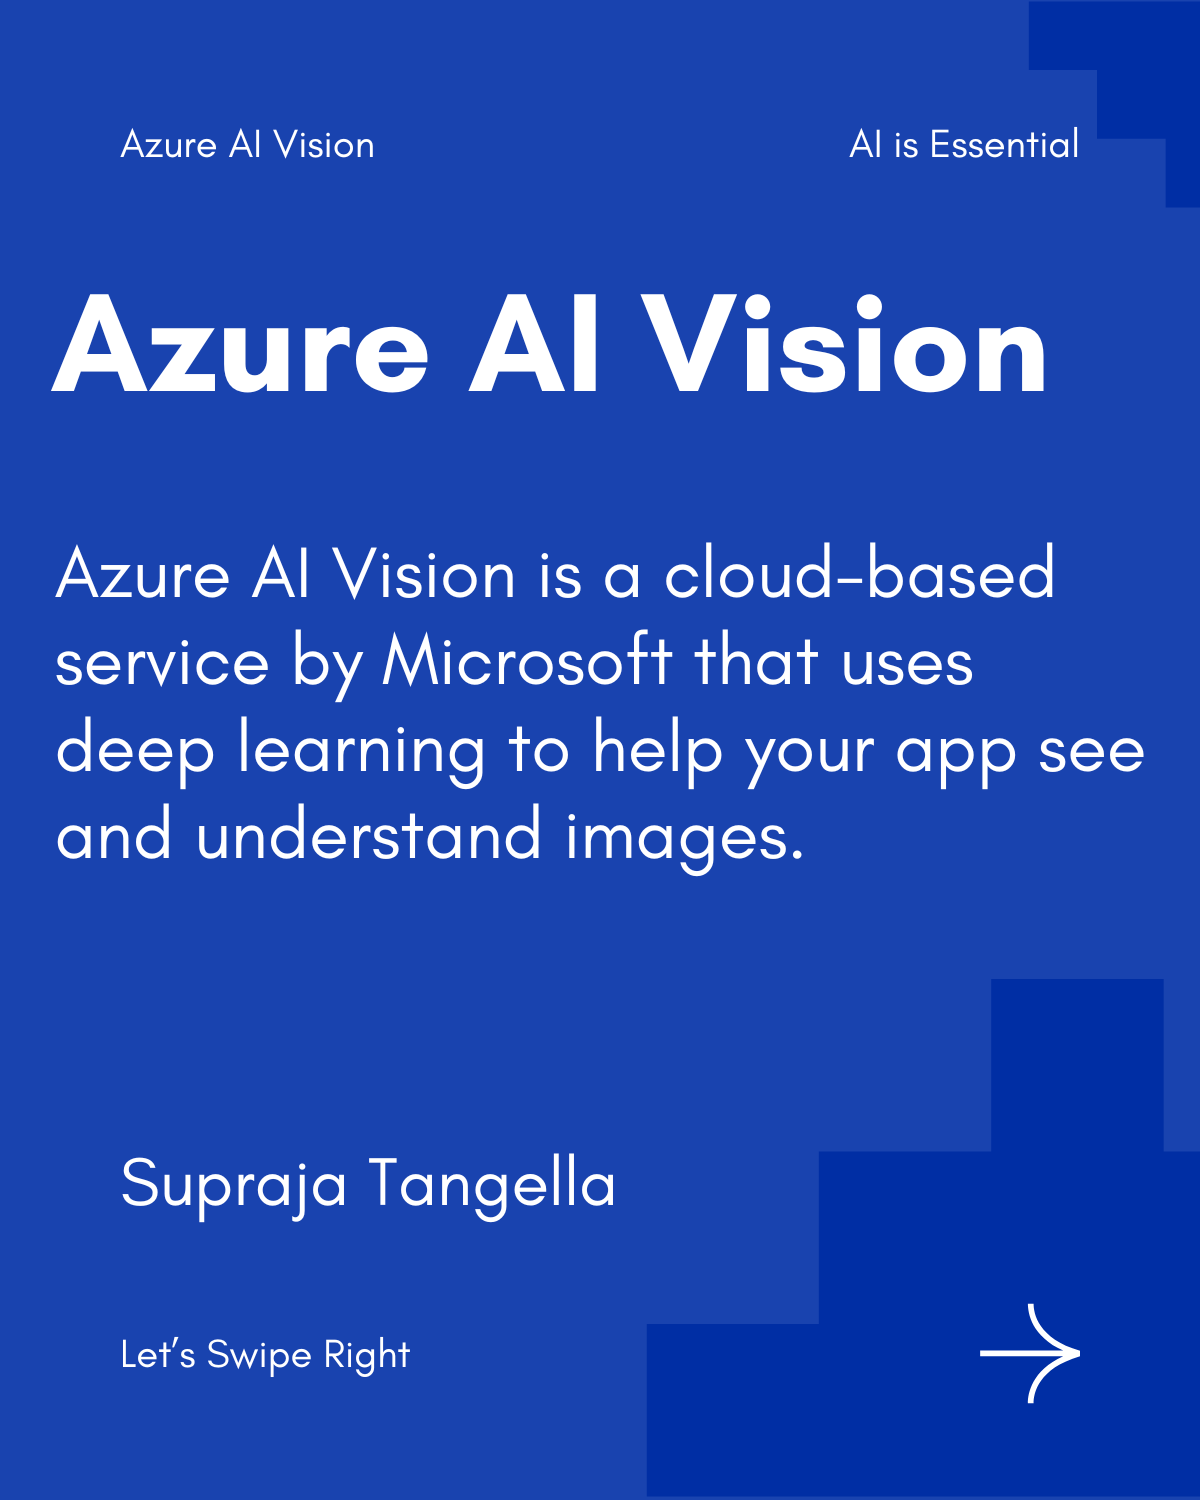 Azure AI Vision
AI is Essential
Azure AI Vision
Azure AI Vision is a cloud-based
service by Microsoft that uses
deep learning to help your app see
and understand images.
Supraja Tangella
Let’s Swipe Right